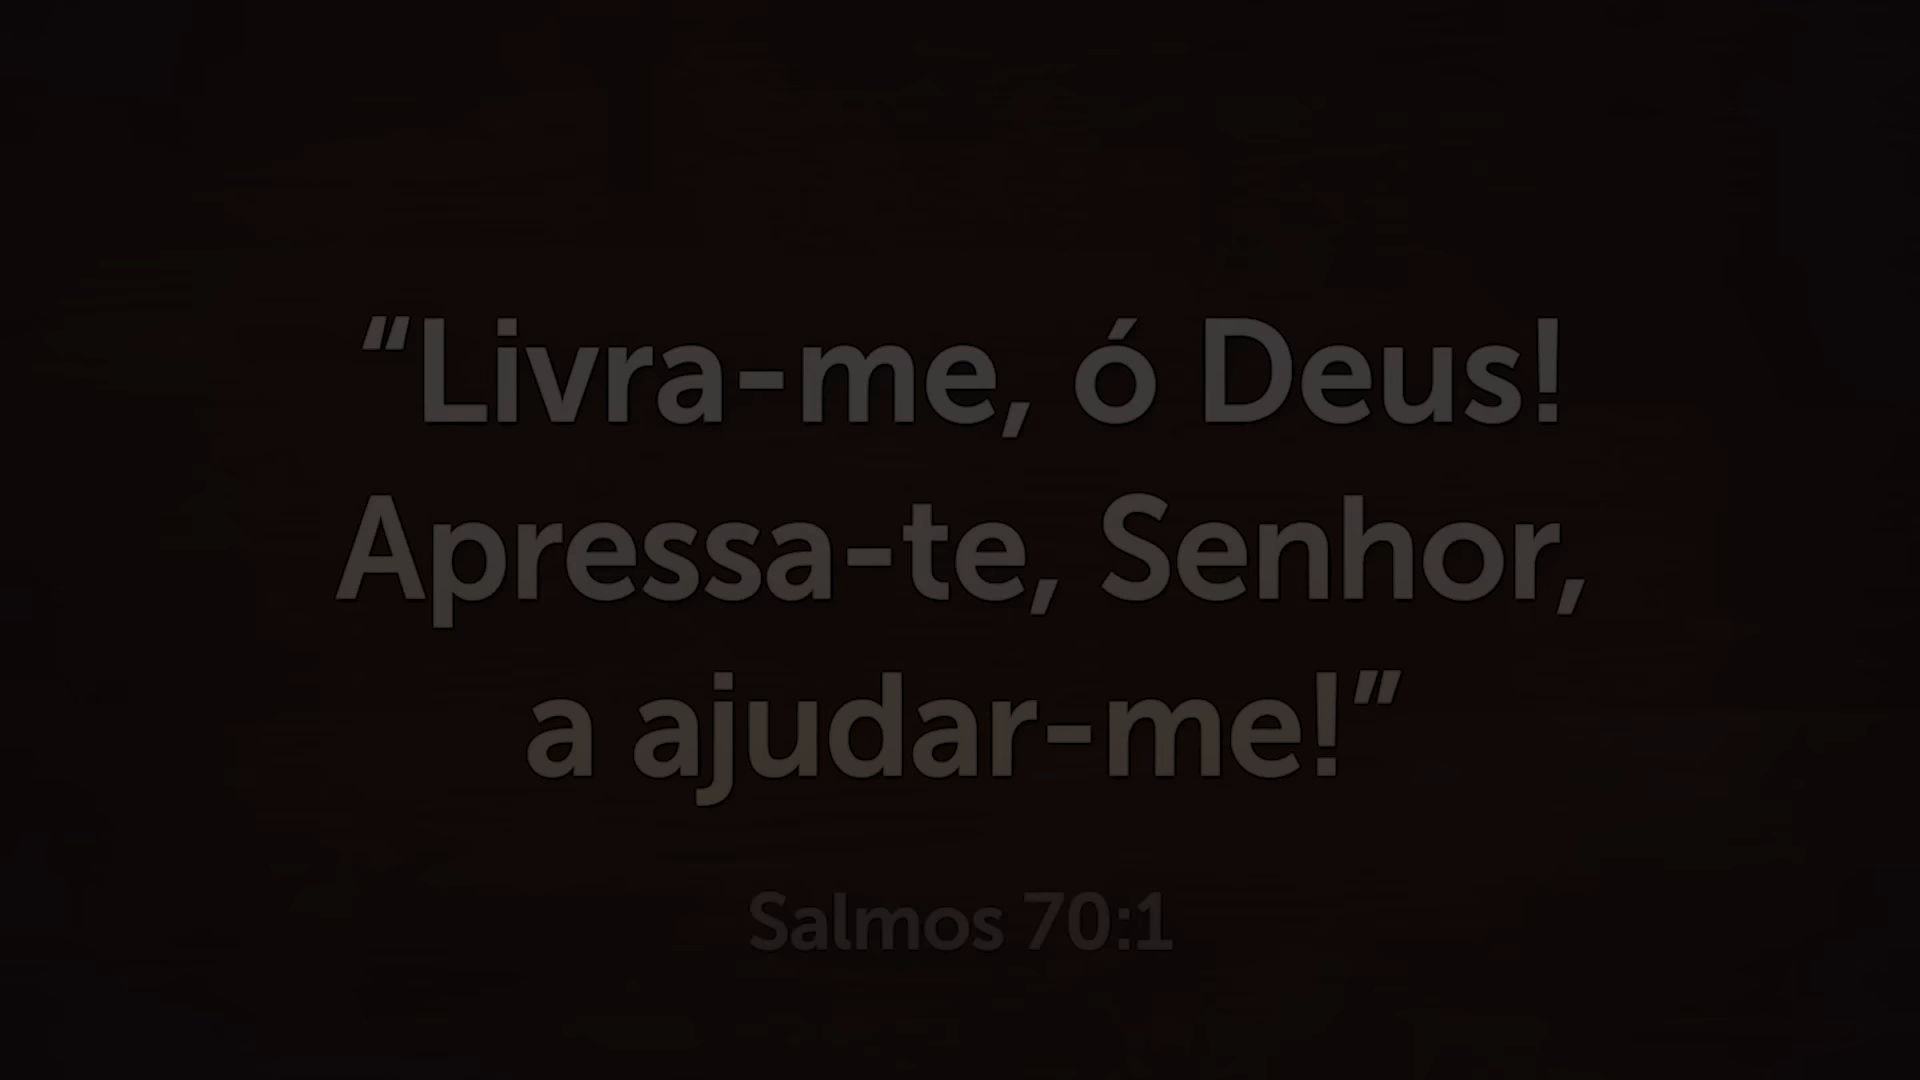 “Livra-me, ó Deus!
Apressa-te, Senhor,
a ajudar-me!”
Salmos 70:1